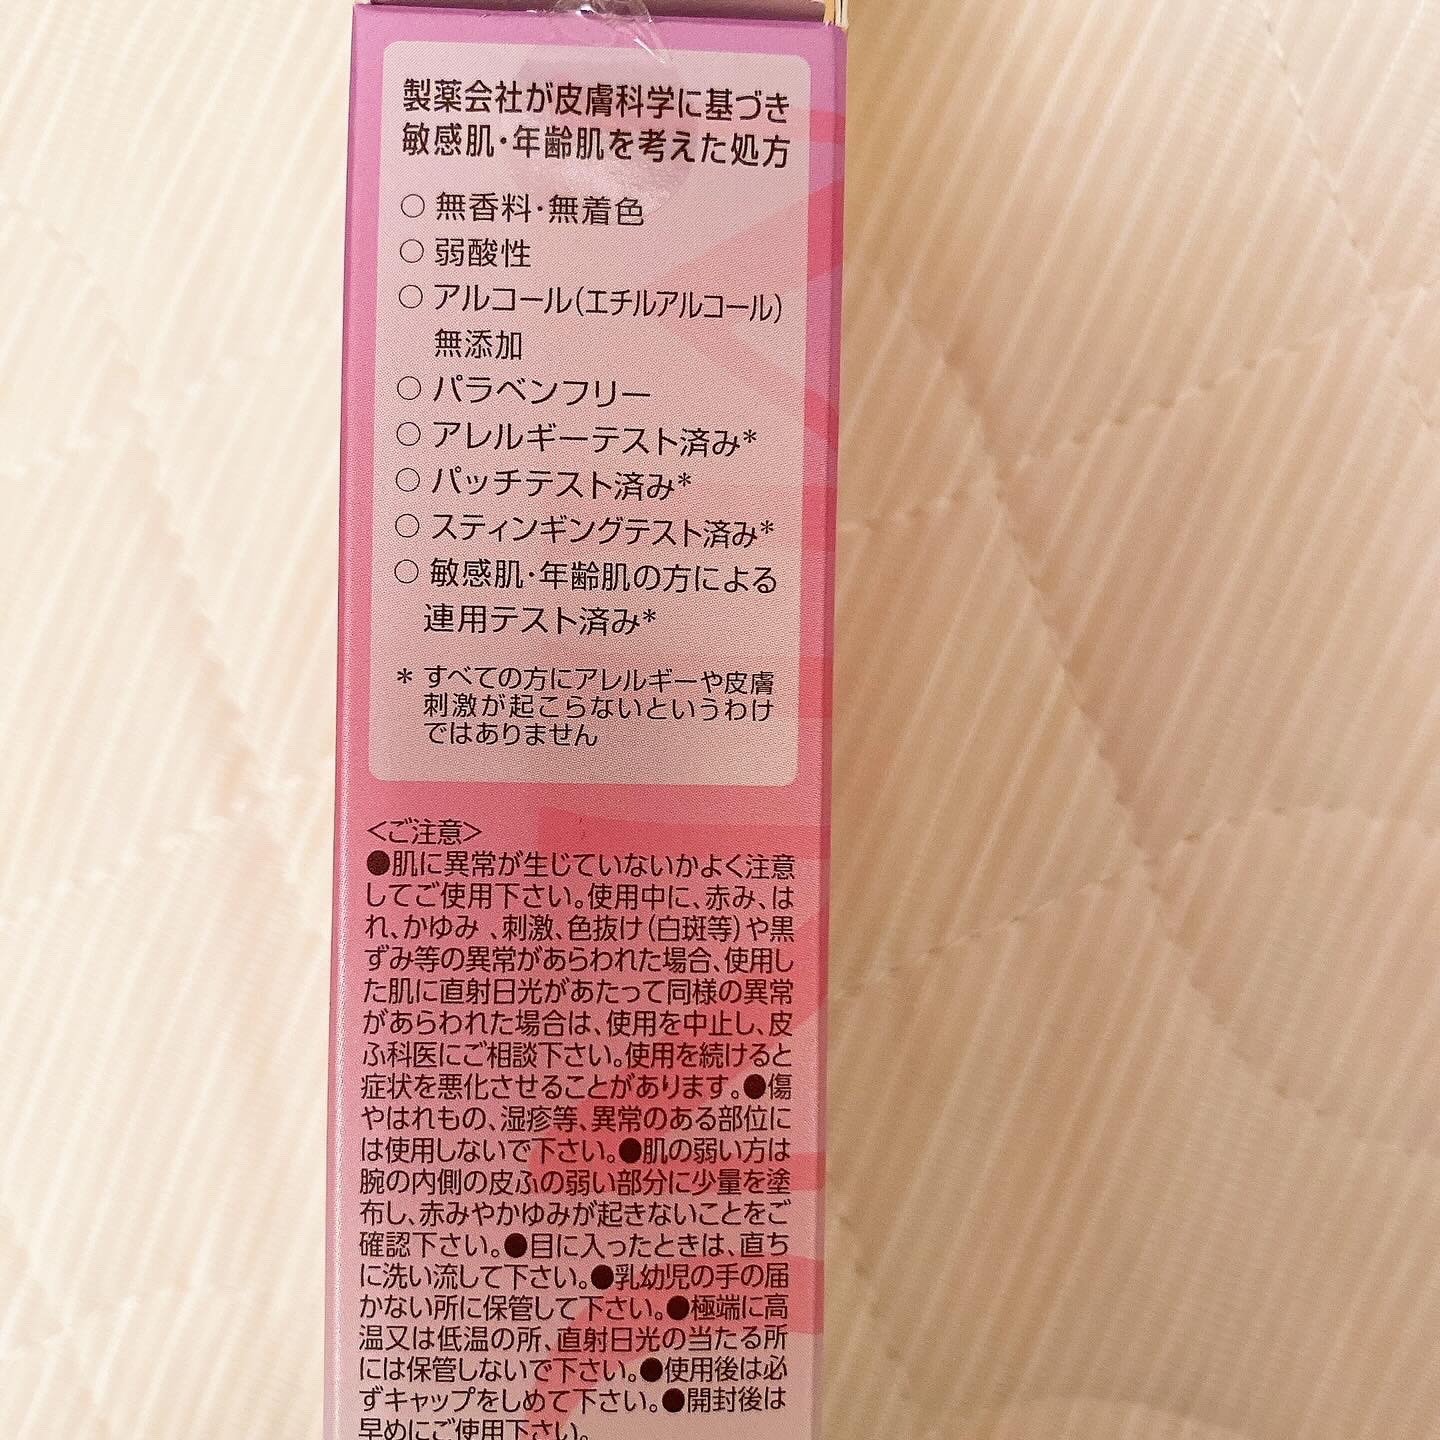 製薬会社が皮膚科学に基づき
敏感肌・年齢肌を考えた処方
○ 無香料・無着色
○ 弱酸性
○ アルコール(エチルアルコール)
無添加
○ パラベンフリー
○ アレルギーテスト済み*
○ パッチテスト済み*
○ スティンギングテスト済み*
○ 敏感肌・年齢肌の方による
連用テスト済み*
* すべての方にアレルギーや皮膚
刺激が起こらないというわけ
ではありません
<ご注意>
●肌に異常が生じていないかよく注意
してご使用下さい。使用中に、赤み、は
れ、かゆみ 、刺激、色抜け(白斑等)や黒
ずみ等の異常があらわれた場合、使用し
た肌に直射日光があたって同様の異常
があらわれた場合は、使用を中止し、皮
ふ科医にご相談下さい。使用を続けると
症状を悪化させることがあります。●傷
やはれもの、湿疹等、異常のある部位に
は使用しないで下さい。●肌の弱い方は
腕の内側の皮ふの弱い部分に少量を塗
布し、赤みやかゆみが起きないことをご
確認下さい。●目に入ったときは、直ち
に洗い流して下さい。●乳幼児の手の届
かない所に保管して下さい。●極端に高
温又は低温の所、直射日光の当たる所
には保管しないで下さい。●使用後は必
ずキャップをしめて下さい。●開封後は
早めにご使用下さい。